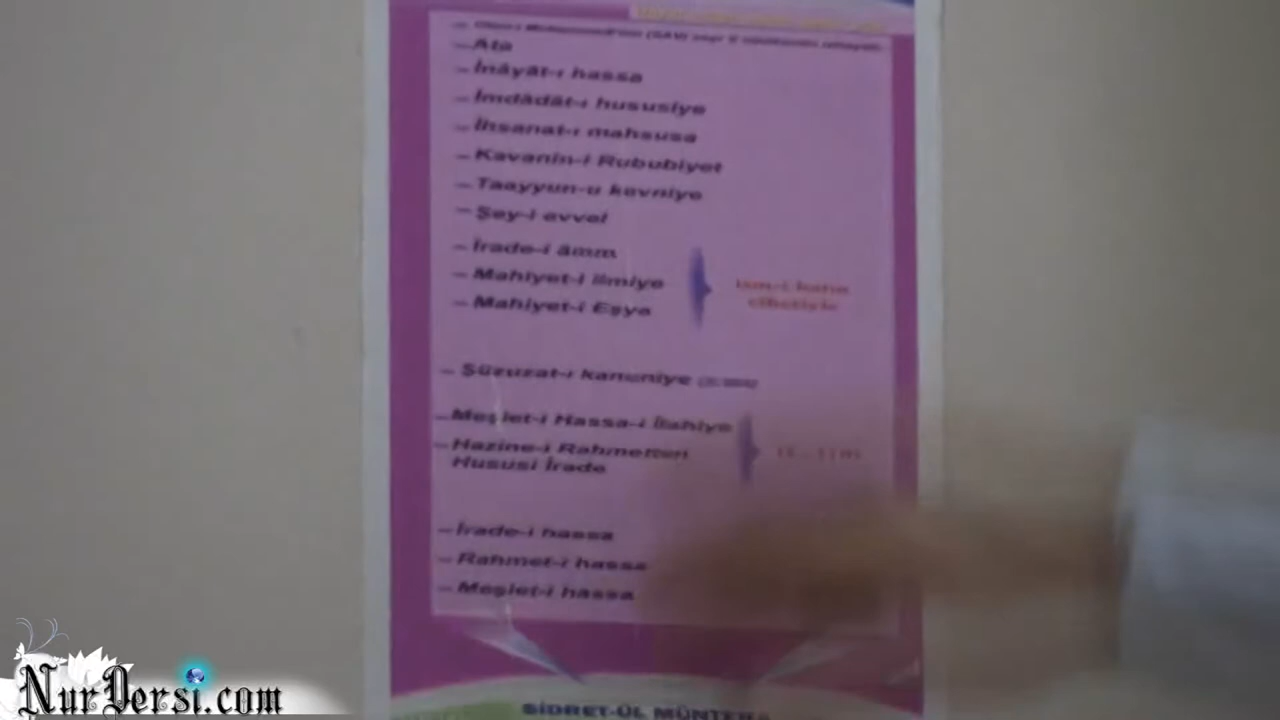 — Ata
— İnâyât-ı hassa
— İmdâdât-ı hususiye
— İhsanat-ı mahsusa
— Kavanin-i Rububiyet
— Taayyun-u kevniye
— Şey-i evvel
— İrade-i âmm
— Mahiyet-i ilmiye
— Mahiyet-i Eşya
cihetiyle
— Şüzuzat-ı kanuniye
— Meşiet-i Hassa-i İlahiye
— Hazine-i Rahmetten
Hususi İrade
— İrade-i hassa
— Rahmet-i hassa
— Meşiet-i hassa
SİDRET-ÜL MÜNTEHA
NurDersi.com